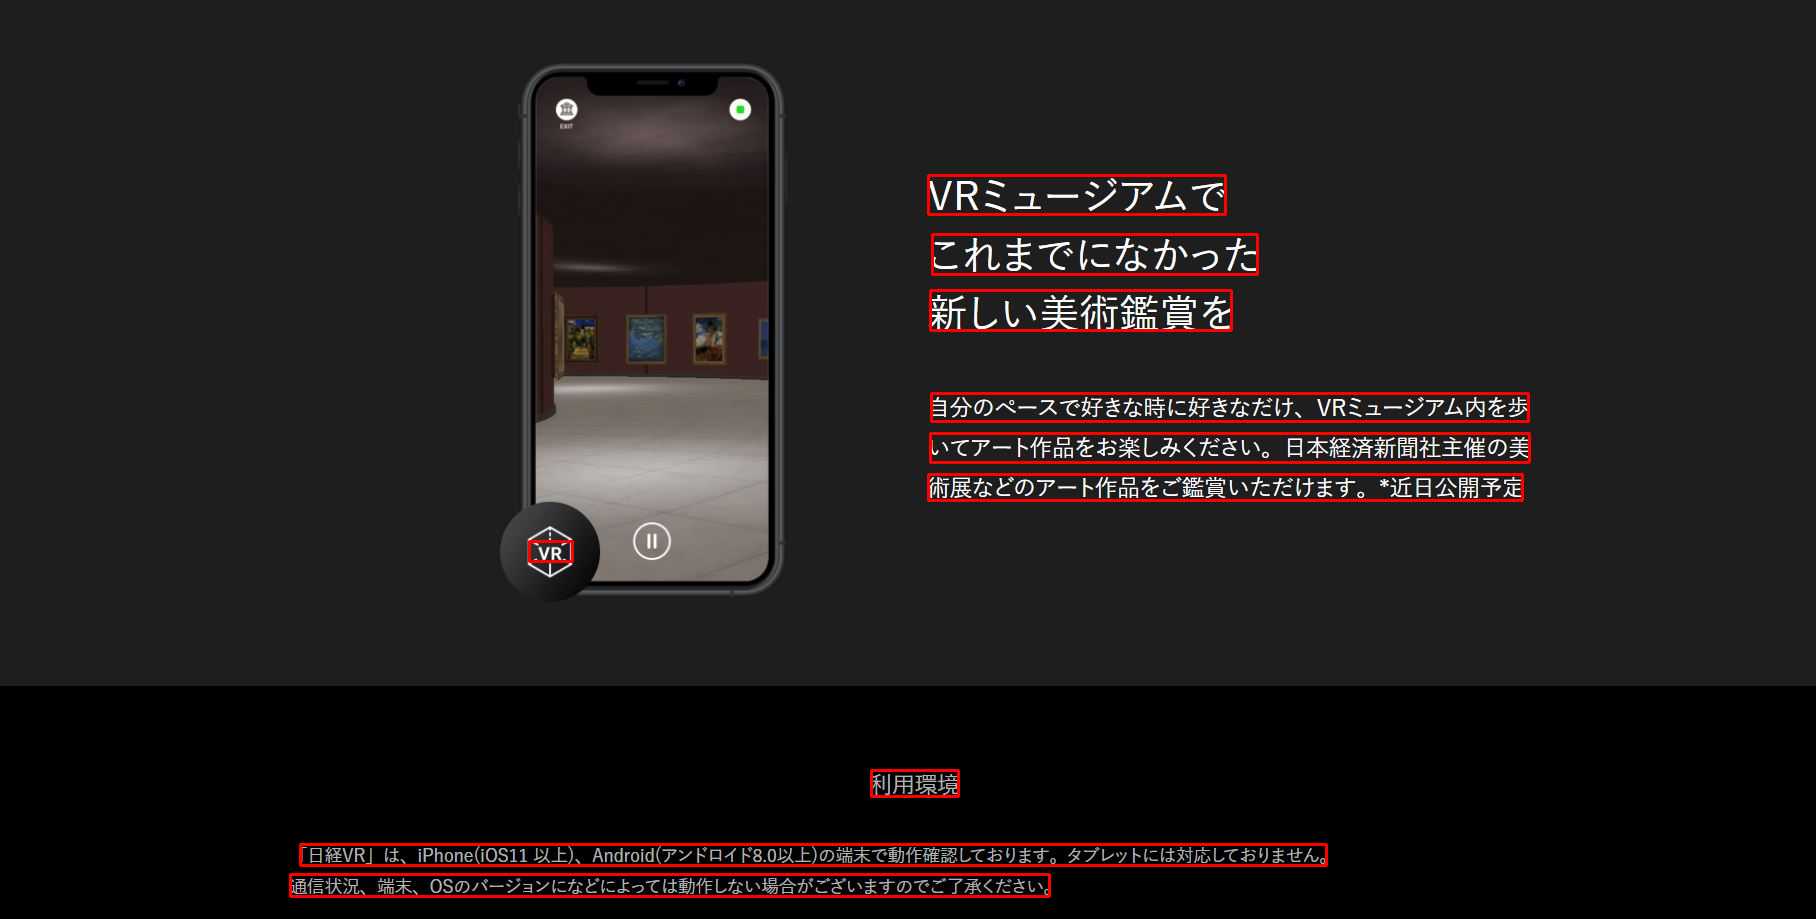 EXIT
VRミュージアムで
これまでになかった
新しい美術鑑賞を
自分のペースで好きな時に好きなだけ、VRミュージアム内を歩
いてアート作品をお楽しみください。日本経済新聞社主催の美
術展などのアート作品をご鑑賞いただけます。*近日公開予定
VR
利用環境
「日経VR」は、iPhone(iOS11 以上)、Android(アンドロイド8.0以上)の端末で動作確認しております。タブレットには対応しておりません。
通信状況、端末、OSのバージョンになどによっては動作しない場合がございますのでご了承ください。